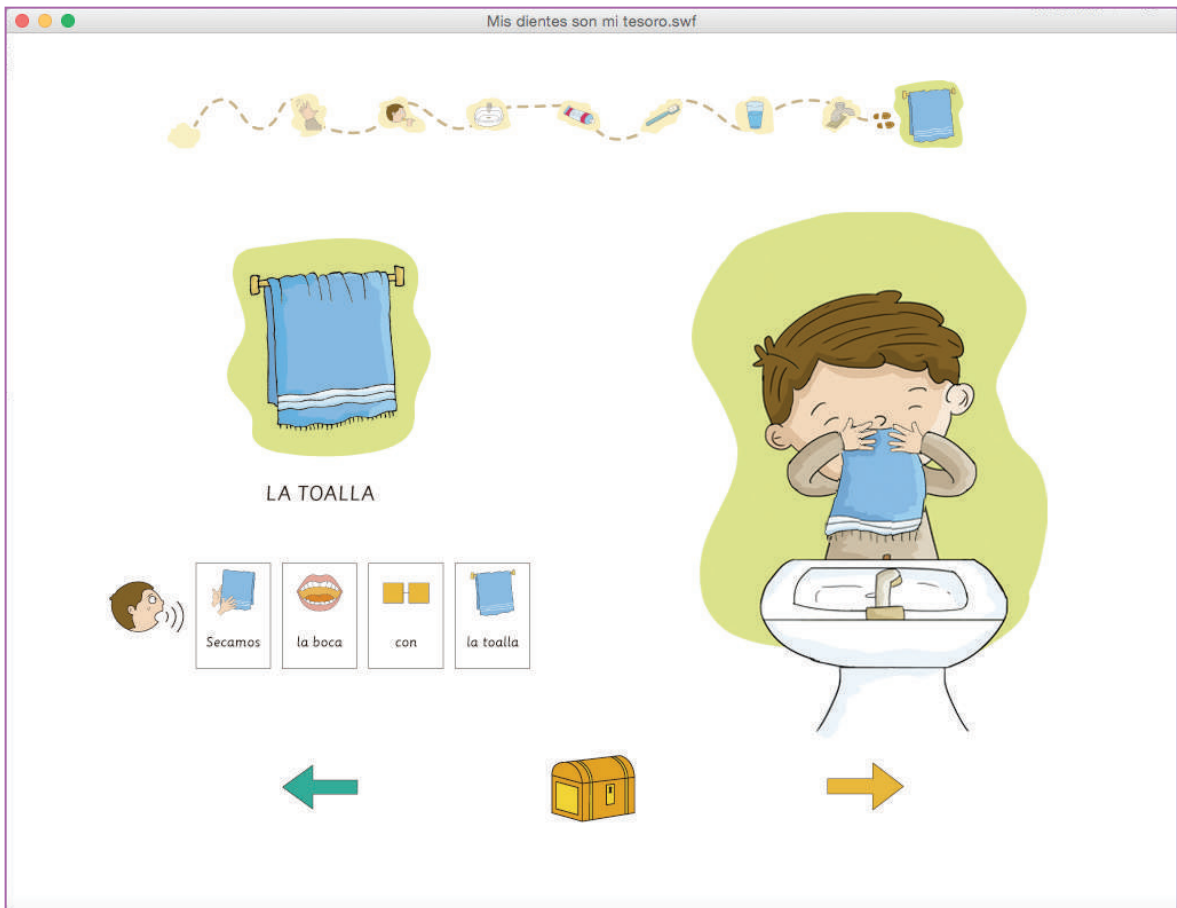 Mis dientes son mi tesoro.swf
LA TOALLA
Secamos
la boca
con
la toalla